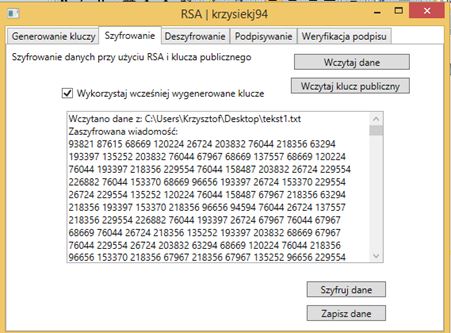 RSA | krzysiekj94
Generowanie kluczy Szyfrowanie Deszyfrowanie Podpisywanie Weryfikacja podpisu
Szyfrowanie danych przy użyciu RSA i klucza publicznego
Wczytaj dane
Wczytaj klucz publiczny
Wykorzystaj wcześniej wygenerowane klucze
Wczytano dane z: C:\Users\Krzysztof\Desktop\tekst1.txt
Zaszyfrowana wiadomość:
93821 87615 68669 120224 26724 203832 76044 218356 63294
193397 135252 203832 76044 67967 68669 137557 68669 120224
76044 193397 218356 229554 76044 158487 203832 26724 229554
226882 76044 153370 68669 96656 193397 26724 153370 229554
26724 229554 135252 120224 76044 158487 67967 218356 63294
218356 193397 153370 218356 96656 94594 76044 26724 137557
218356 229554 226882 76044 193397 26724 67967 76044 67967
68669 76044 26724 218356 135252 193397 203832 68669 67967
76044 229554 26724 203832 63294 68669 120224 76044 218356
96656 153370 218356 67967 218356 67967 135252 96656 229554
Szyfruj dane
Zapisz dane